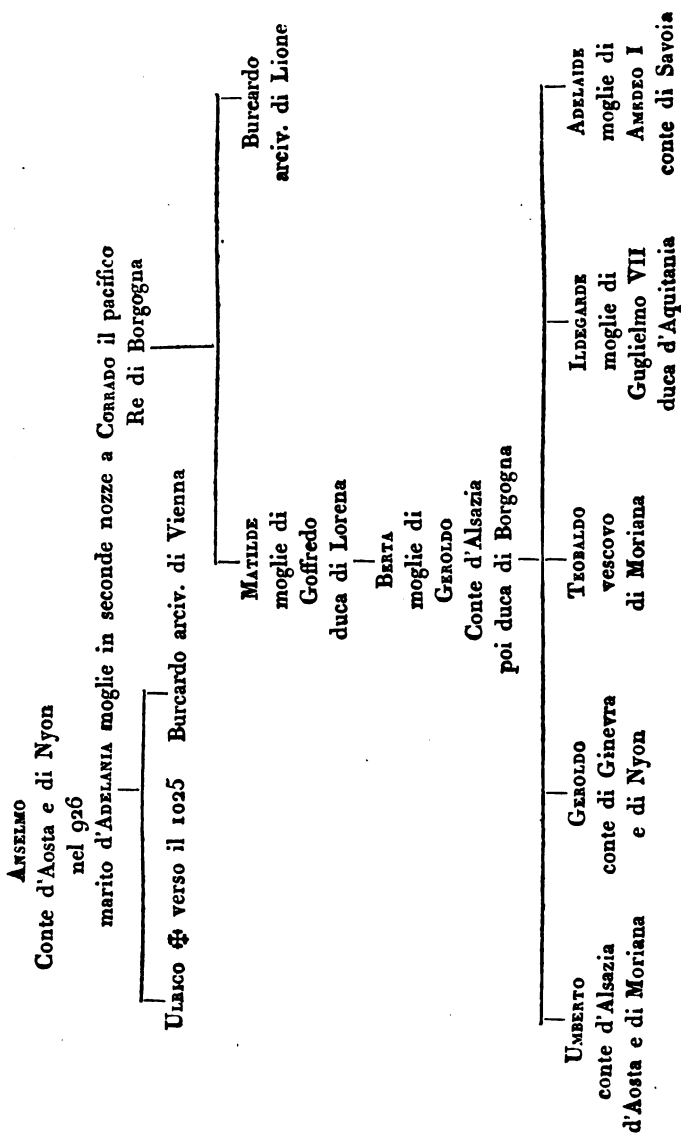 ANSELMO
Conte d'Aosta e di Nyon
nel 926
marito d'ADELANIA moglie in seconde nozze a CORRADO il pacifico
Re di Borgogna
ULRICO ✠ verso il 1025 Burcardo arciv. di Vienna
MATILDE
moglie di
Goffredo
duca di Lorena
Burcardo
arciv. di Lione
BERTA
moglie di
GEROLDO
Conte d'Alsazia
poi duca di Borgogna
UMBERTO
conte d'Alsazia
d'Aosta e di Moriana
GEROLDO
conte di Ginevra
e di Nyon
TEOBALDO
vescovo
di Moriana
ILDEGARDE
moglie di
Guglielmo VII
duca d'Aquitania
ADELAIDE
moglie di
AMEDEO I
conte di Savoia